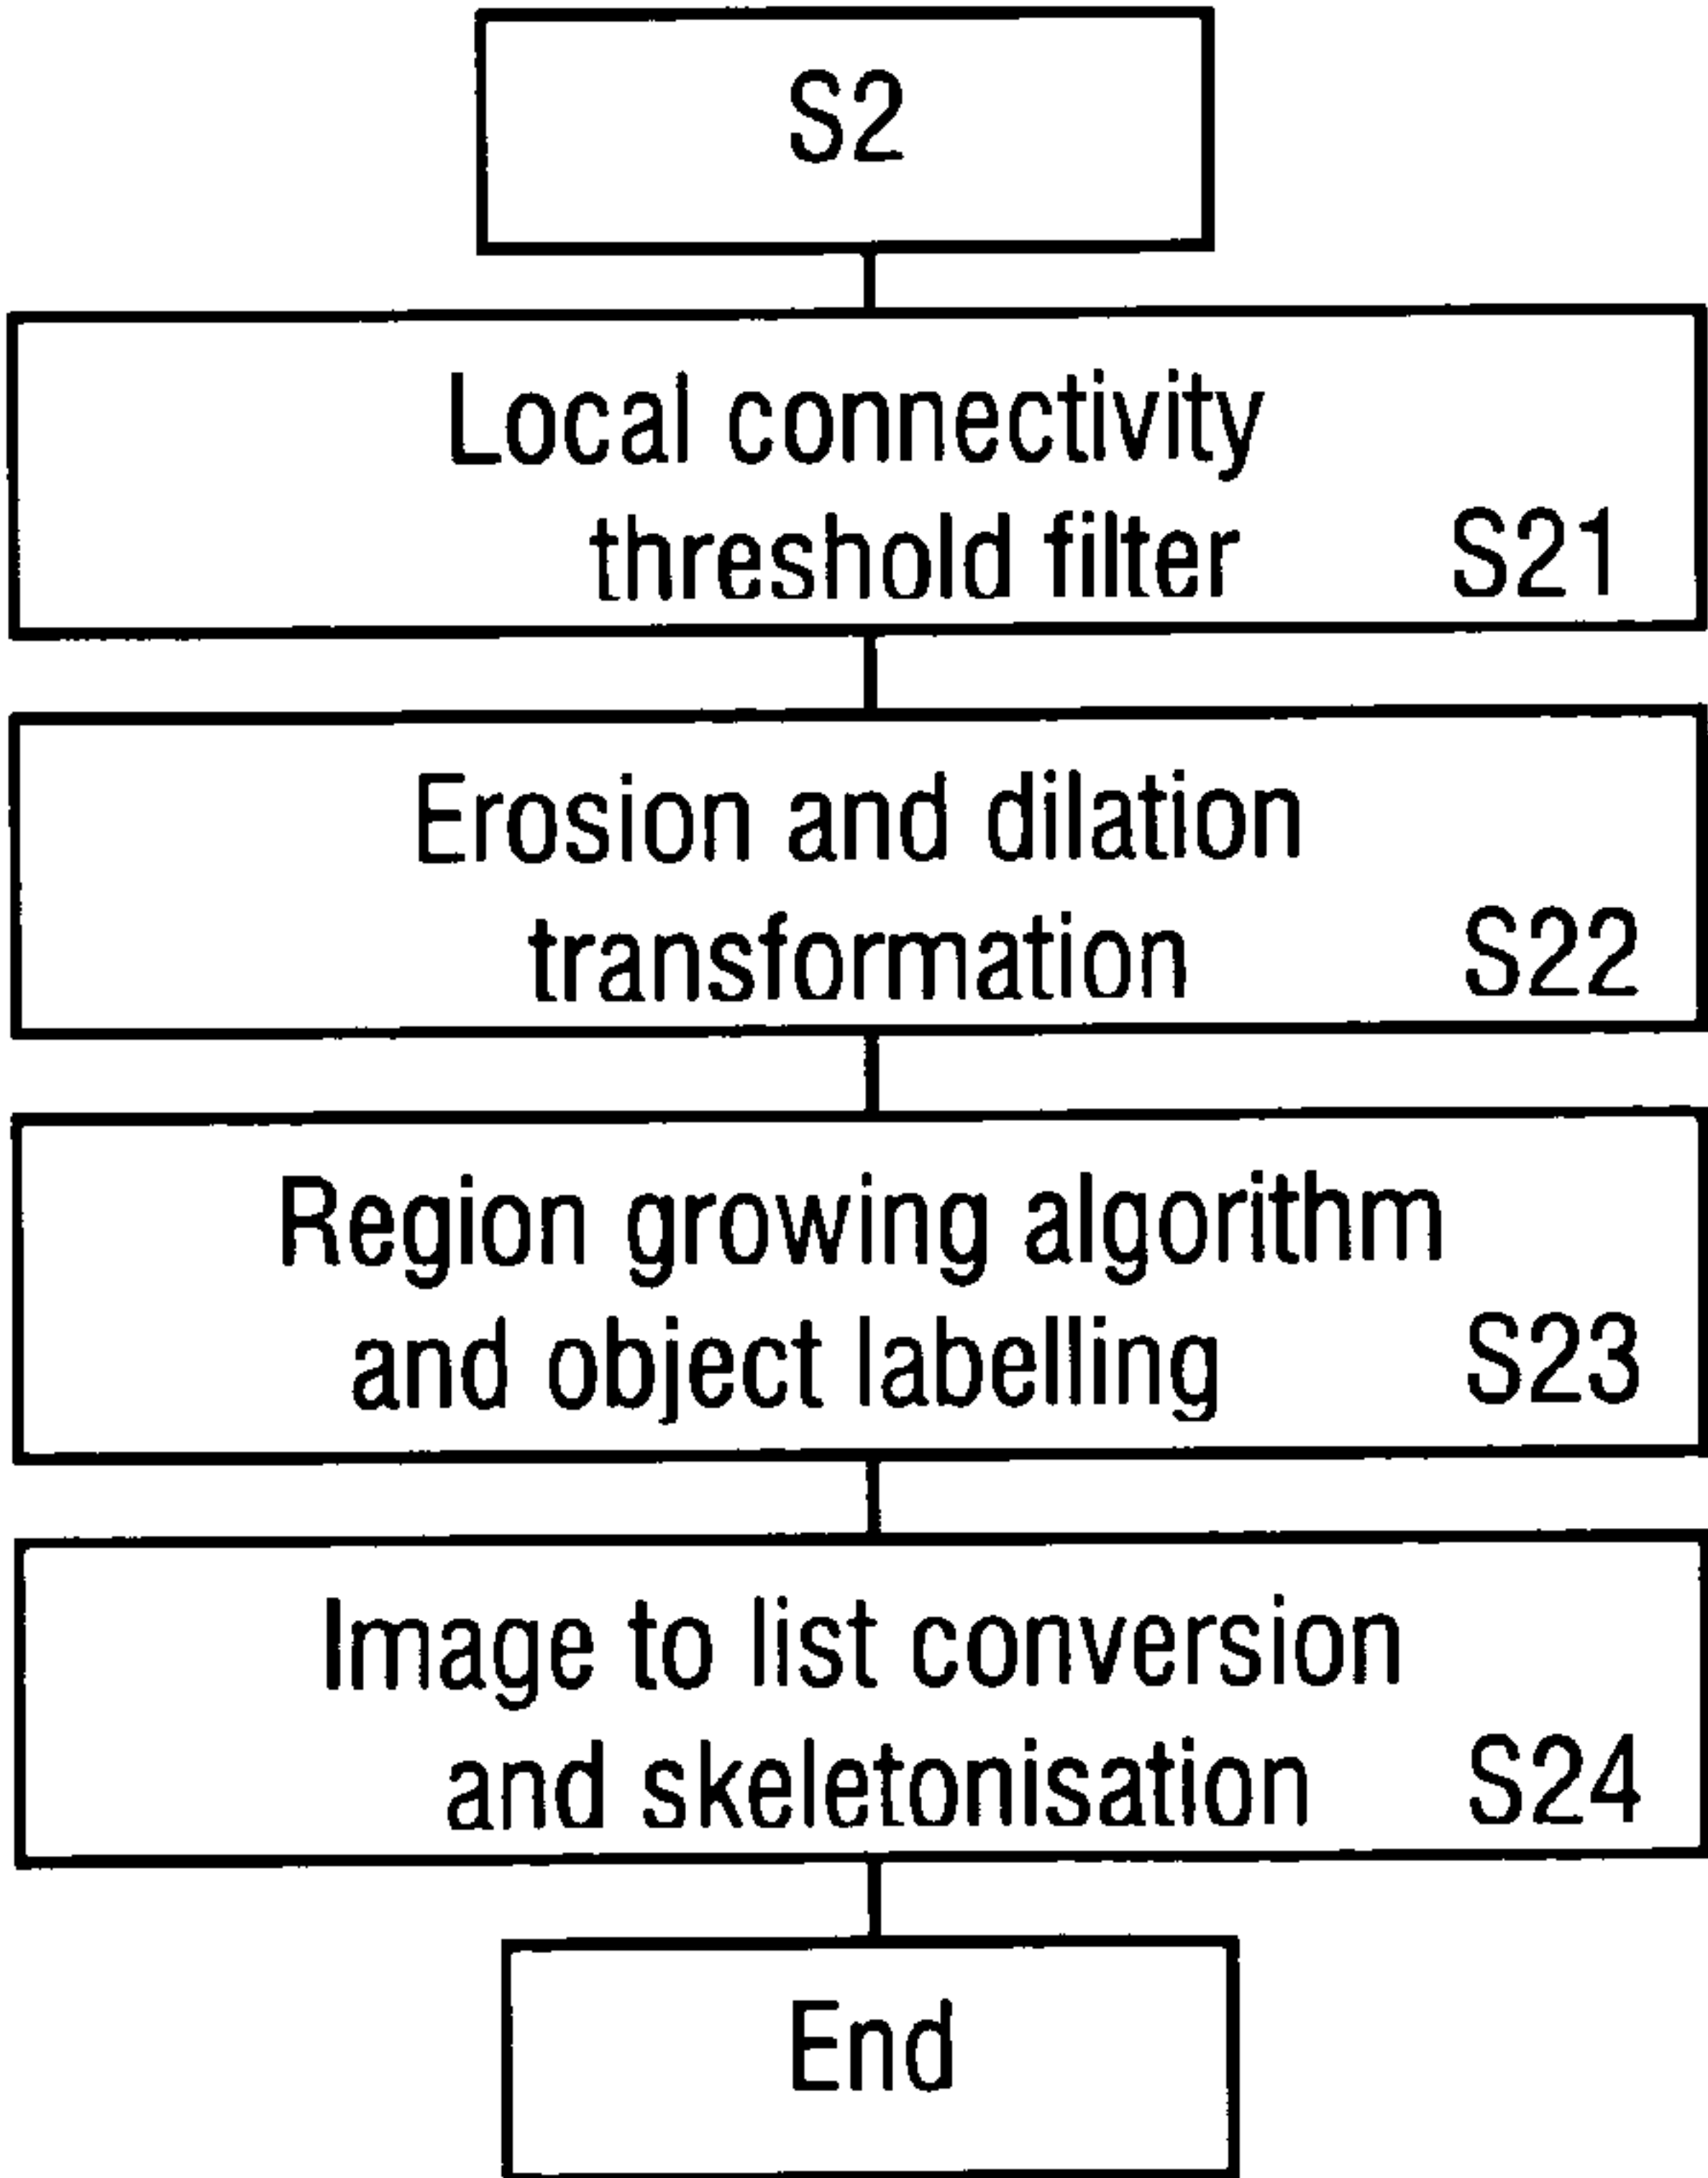 S2
Local connectivity
threshold filter S21
Erosion and dilation
transformation S22
Region growing algorithm
and object labelling S23
Image to list conversion
and skeletonisation S24
End